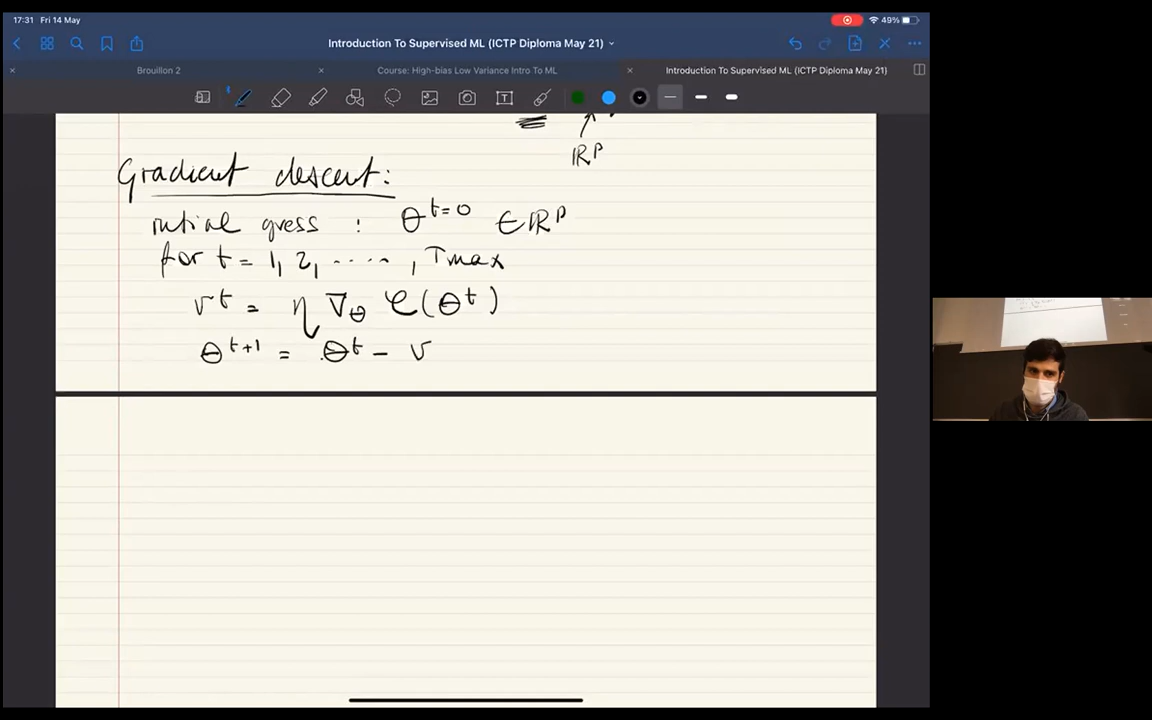 17:31 Fri 14 May
49%
Introduction To Supervised ML (ICTP Diploma May 21)
Brouillon 2
Course: High-bias Low Variance Intro To ML
Introduction To Supervised ML (ICTP Diploma May 21)
ℝᵖ
Gradient descent:
initial guess : θ^{t=0} ∈ ℝᵖ
for t = 1, 2, ....., Tmax
v^t = η ∇_θ 𝒞(θ^t)
θ^{t+1} = θ^t - v